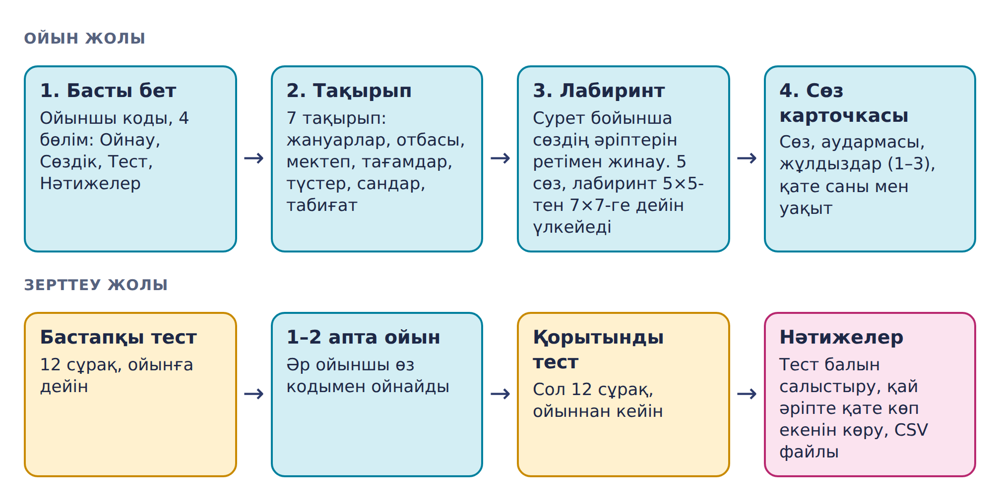 ОЙЫН ЖОЛЫ
1. Басты бет
Ойыншы коды, 4
бөлім: Ойнау,
Сөздік, Тест,
Нәтижелер
→
2. Тақырып
7 тақырып:
жануарлар, отбасы,
мектеп, тағамдар,
түстер, сандар,
табиғат
→
3. Лабиринт
Сурет бойынша
сөздің әріптерін
ретімен жинау. 5
сөз, лабиринт 5×5-
тен 7×7-ге дейін
үлкейеді
→
4. Сөз
карточкасы
Сөз, аудармасы,
жұлдыздар (1–3),
қате саны мен
уақыт
ЗЕРТТЕУ ЖОЛЫ
Бастапқы тест
12 сұрақ, ойынға
дейін
→
1–2 апта ойын
Әр ойыншы өз
кодымен ойнайды
→
Қорытынды
тест
Сол 12 сұрақ,
ойыннан кейін
→
Нәтижелер
Тест балын
салыстыру, қай
әріпте қате көп
екенін көру, CSV
файлы